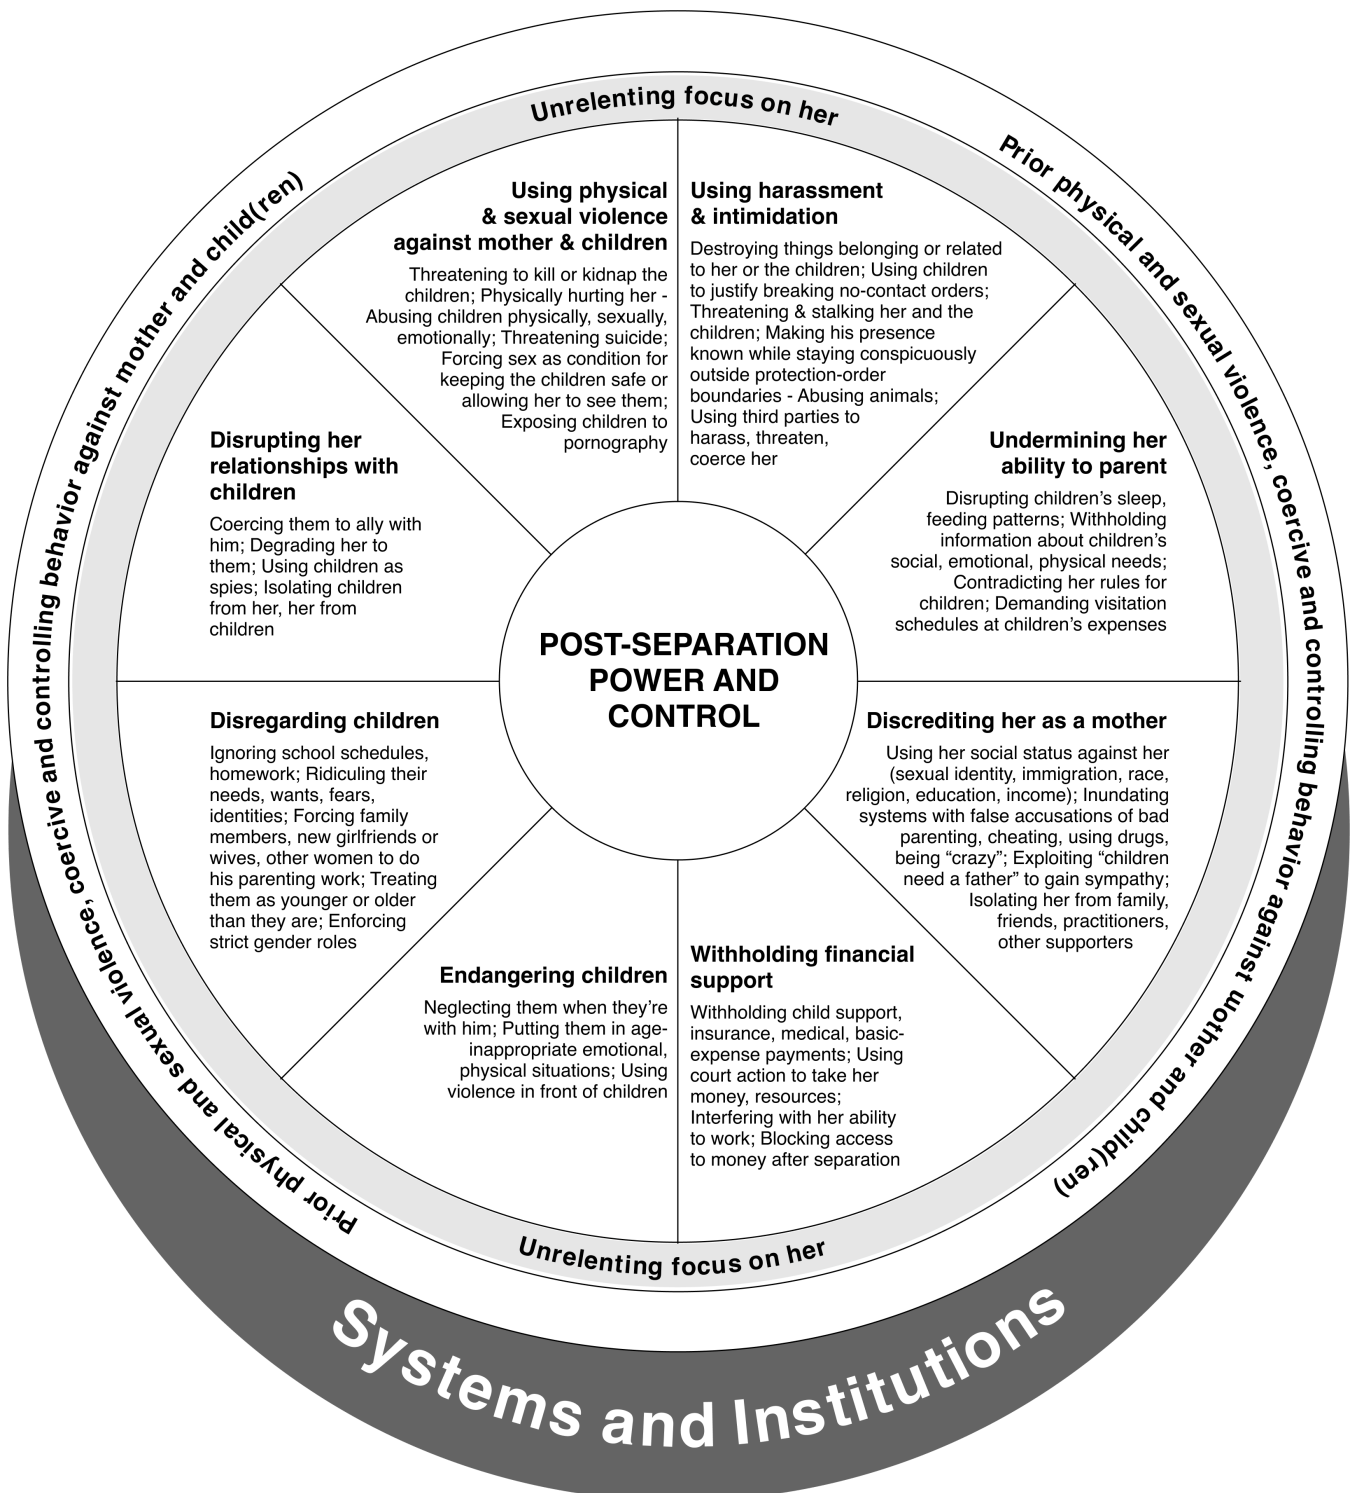 Unrelenting focus on her
Prior physical and sexual violence, coercive and controlling behavior against mother and child(ren)
Prior physical and sexual violence, coercive and controlling behavior against wother and child(ren)
Using physical
& sexual violence
against mother & children
Threatening to kill or kidnap the
children; Physically hurting her -
Abusing children physically, sexually,
emotionally; Threatening suicide;
Forcing sex as condition for
keeping the children safe or
allowing her to see them;
Exposing children to
pornography
Using harassment
& intimidation
Destroying things belonging or related
to her or the children; Using children
to justify breaking no-contact orders;
Threatening & stalking her and the
children; Making his presence
known while staying conspicuously
outside protection-order
boundaries - Abusing animals;
Using third parties to
harass, threaten,
coerce her
Disrupting her
relationships with
children
Coercing them to ally with
him; Degrading her to
them; Using children as
spies; Isolating children
from her, her from
children
Undermining her
ability to parent
Disrupting children’s sleep,
feeding patterns; Withholding
information about children’s
social, emotional, physical needs;
Contradicting her rules for
children; Demanding visitation
schedules at children’s expenses
POST-SEPARATION
POWER AND
CONTROL
Disregarding children
Ignoring school schedules,
homework; Ridiculing their
needs, wants, fears,
identities; Forcing family
members, new girlfriends or
wives, other women to do
his parenting work; Treating
them as younger or older
than they are; Enforcing
strict gender roles
Discrediting her as a mother
Using her social status against her
(sexual identity, immigration, race,
religion, education, income); Inundating
systems with false accusations of bad
parenting, cheating, using drugs,
being “crazy”; Exploiting “children
need a father” to gain sympathy;
Isolating her from family,
friends, practitioners,
other supporters
Endangering children
Neglecting them when they’re
with him; Putting them in age-
inappropriate emotional,
physical situations; Using
violence in front of children
Withholding financial
support
Withholding child support,
insurance, medical, basic-
expense payments; Using
court action to take her
money, resources;
Interfering with her ability
to work; Blocking access
to money after separation
Unrelenting focus on her
Systems and Institutions